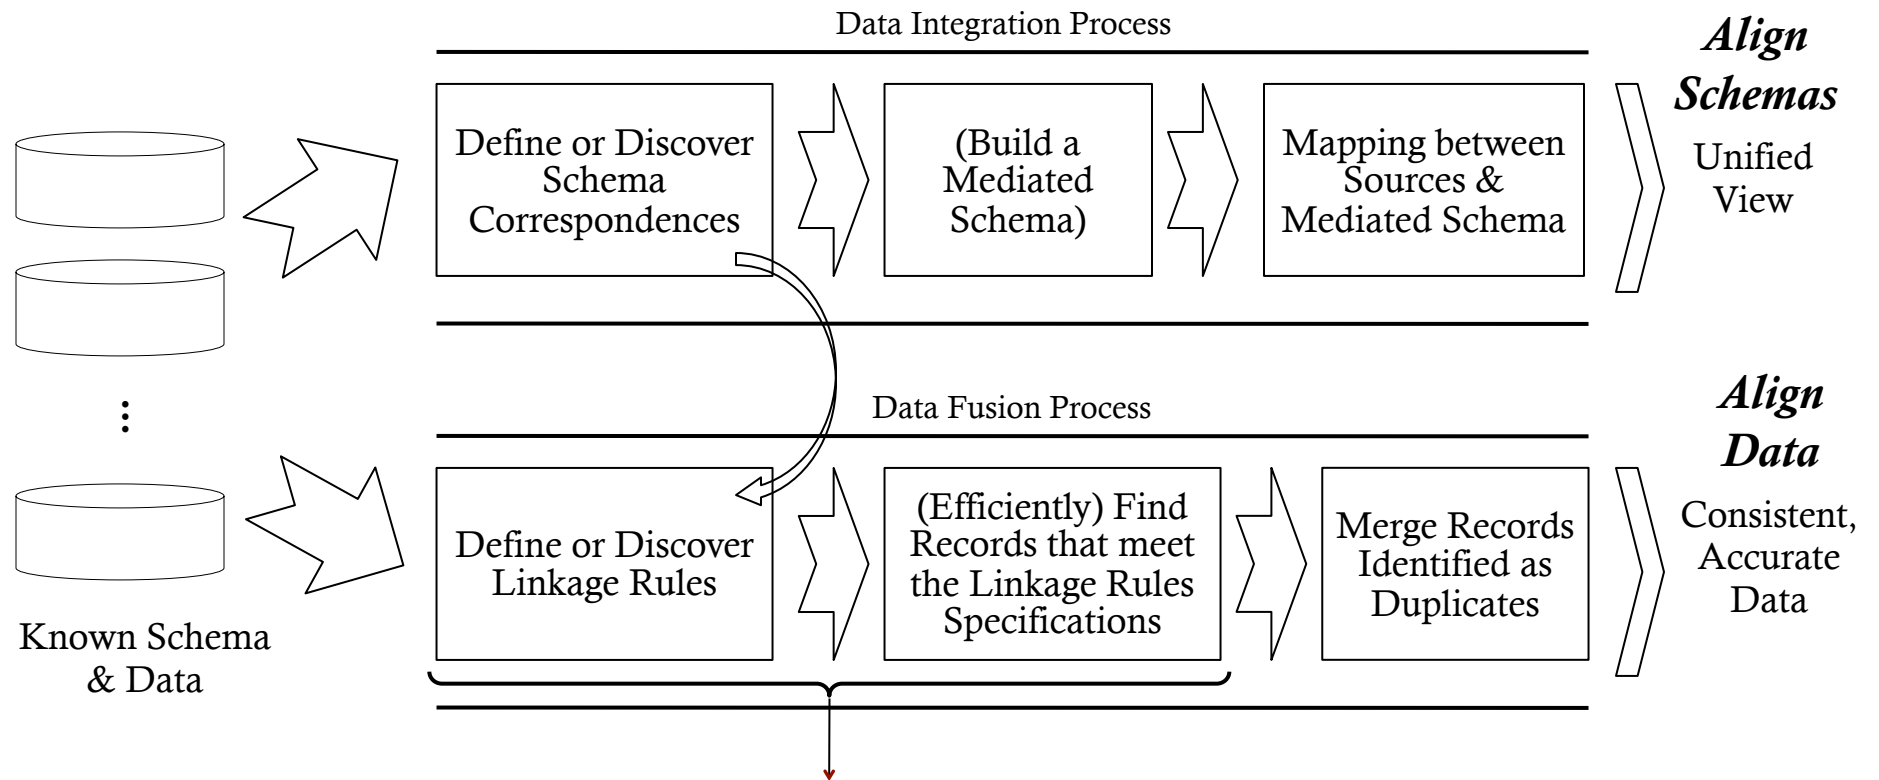 Data Integration Process
Align
Schemas
Unified
View
Define or Discover
Schema
Correspondences
(Build a
Mediated
Schema)
Mapping between
Sources &
Mediated Schema
⋮
Data Fusion Process
Align
Data
Consistent,
Accurate
Data
Define or Discover
Linkage Rules
(Efficiently) Find
Records that meet
the Linkage Rules
Specifications
Merge Records
Identified as
Duplicates
Known Schema
& Data